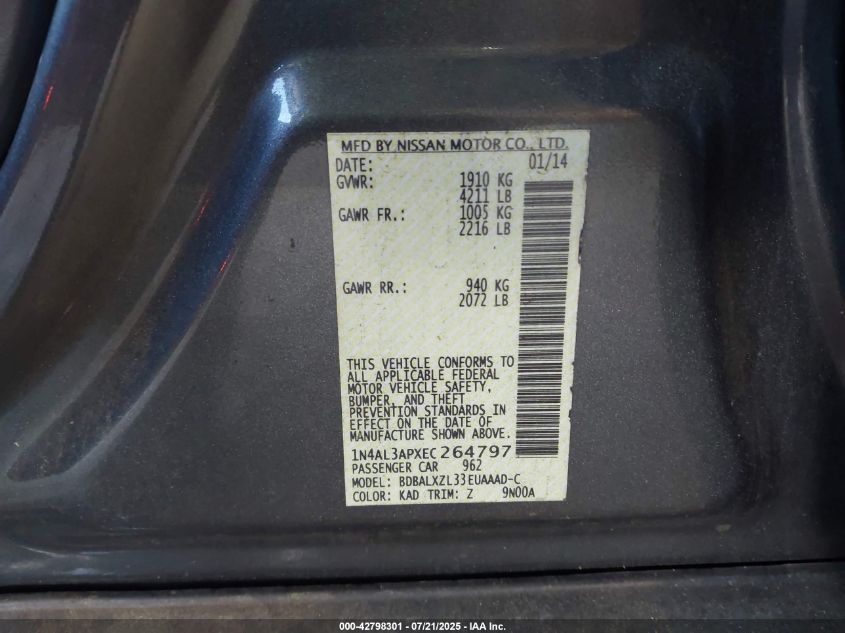 MFD BY NISSAN MOTOR CO., LTD.
DATE: 01/14
GVWR: 1910 KG
4211 LB
GAWR FR.: 1005 KG
2216 LB
GAWR RR.: 940 KG
2072 LB
THIS VEHICLE CONFORMS TO
ALL APPLICABLE FEDERAL
MOTOR VEHICLE SAFETY,
BUMPER, AND THEFT
PREVENTION STANDARDS IN
EFFECT ON THE DATE OF
MANUFACTURE SHOWN ABOVE.
1N4AL3APXEC264797
PASSENGER CAR 962
MODEL: BDBALXZL33EUAAAD-C
COLOR: KAD TRIM: Z 9N00A
000-42798301 - 07/21/2025 - IAA Inc.